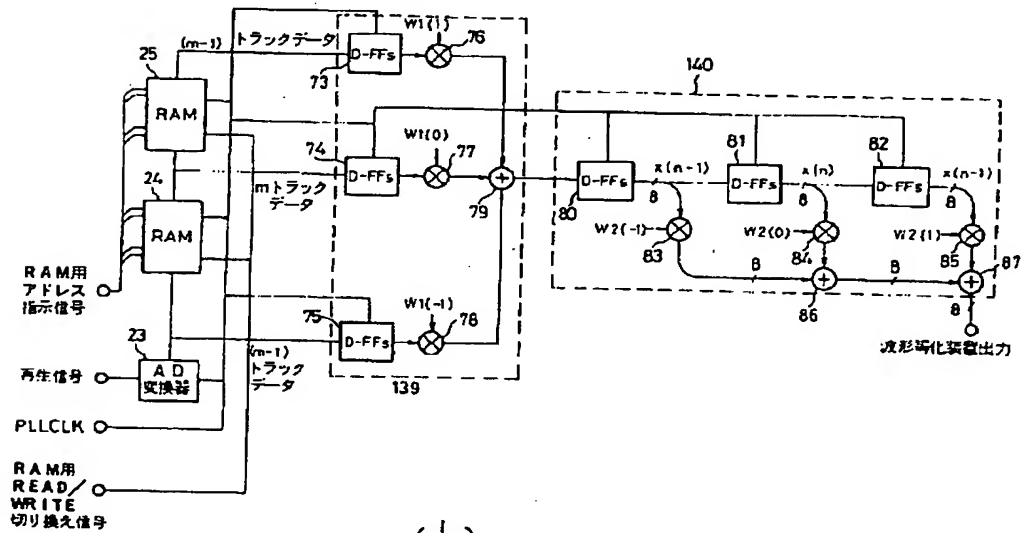 25
RAM
(m-1)
トラックデータ
24
RAM
mトラック
データ
RAM用
アドレス
指示信号
23
AD
変換器
再生信号
(m-1)
トラック
データ
PLLCLK
RAM用
READ/
WRITE
切り換え信号
W1(1)
D-FFs
73
76
W1(0)
74
D-FFs
77
79
W1(-1)
75
D-FFs
78
139
140
D-FFs
80
x(n-1)
8
W2(-1)
83
8
81
D-FFs
x(n)
8
W2(0)
84
86
8
82
D-FFs
x(n-1)
8
W2(1)
85
87
8
波形等化装置出力